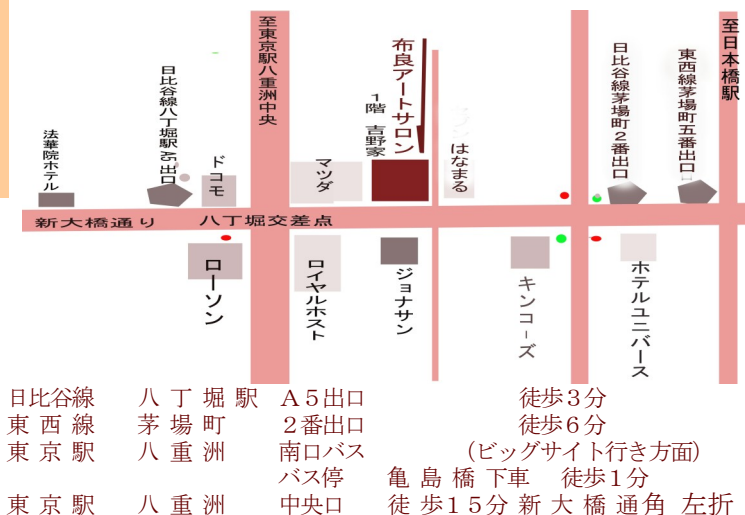 至東京駅八重洲中央
布良アートサロン
1階 吉野家
至日本橋駅
日比谷線八丁堀駅A5出口
日比谷線茅場町2番出口
東西線茅場町五番出口
法華院ホテル
ドコモ
マツダ
はなまる
新大橋通り 八丁堀交差点
ローソン
ロイヤルホスト
ジョナサン
キンコーズ
ホテルユニバース
日比谷線 八丁堀駅 A5出口 徒歩3分
東西線 茅場町 2番出口 徒歩6分
東京駅 八重洲 南口バス (ビッグサイト行き方面)
バス停 亀島橋下車 徒歩1分
東京駅 八重洲 中央口 徒歩15分新大橋通角 左折